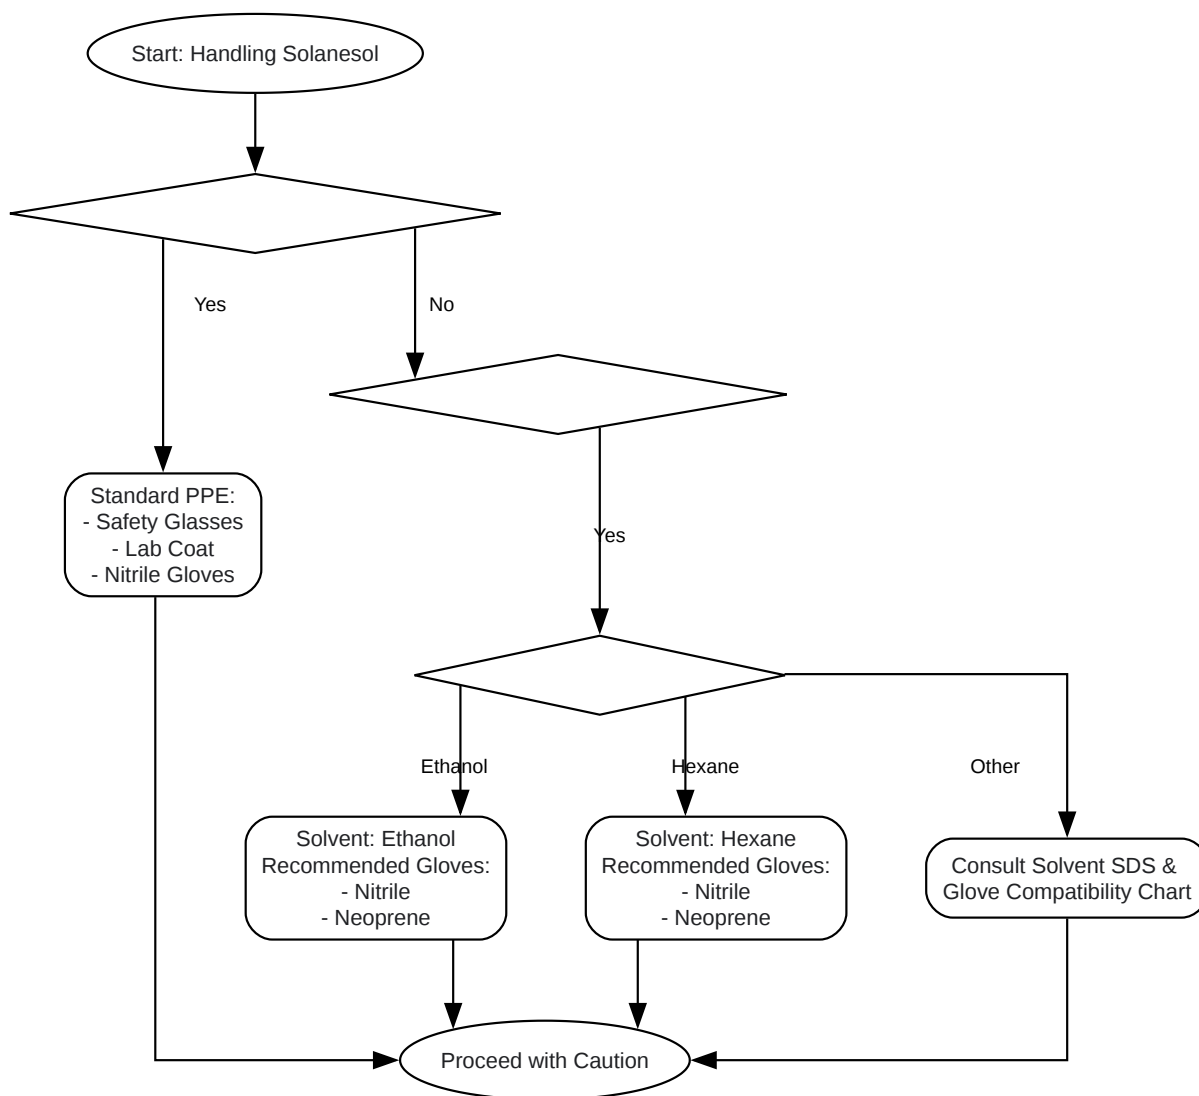 Start: Handling Solanesol
Yes
No
Standard PPE:
- Safety Glasses
- Lab Coat
- Nitrile Gloves
Yes
Ethanol
Hexane
Other
Solvent: Ethanol
Recommended Gloves:
- Nitrile
- Neoprene
Solvent: Hexane
Recommended Gloves:
- Nitrile
- Neoprene
Consult Solvent SDS &
Glove Compatibility Chart
Proceed with Caution